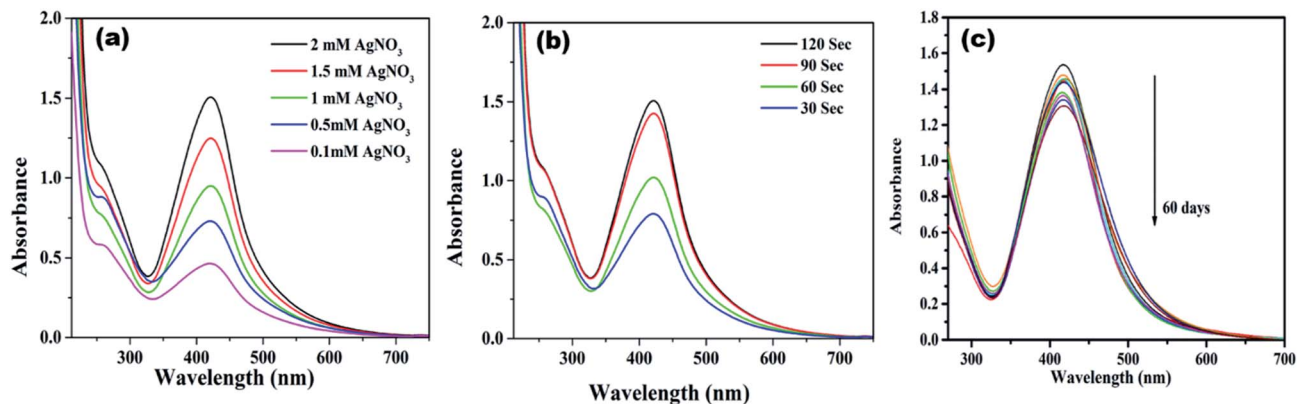 (a)
2 mM AgNO3
1.5 mM AgNO3
1 mM AgNO3
0.5mM AgNO3
0.1mM AgNO3
2.0
1.5
1.0
0.5
0.0
Absorbance
300 400 500 600 700
Wavelength (nm)
(b)
120 Sec
90 Sec
60 Sec
30 Sec
2.0
1.5
1.0
0.5
0.0
Absorbance
300 400 500 600 700
Wavelength (nm)
(c)
60 days
1.8
1.6
1.4
1.2
1.0
0.8
0.6
0.4
0.2
0.0
Absorbance
300 400 500 600 700
Wavelength (nm)